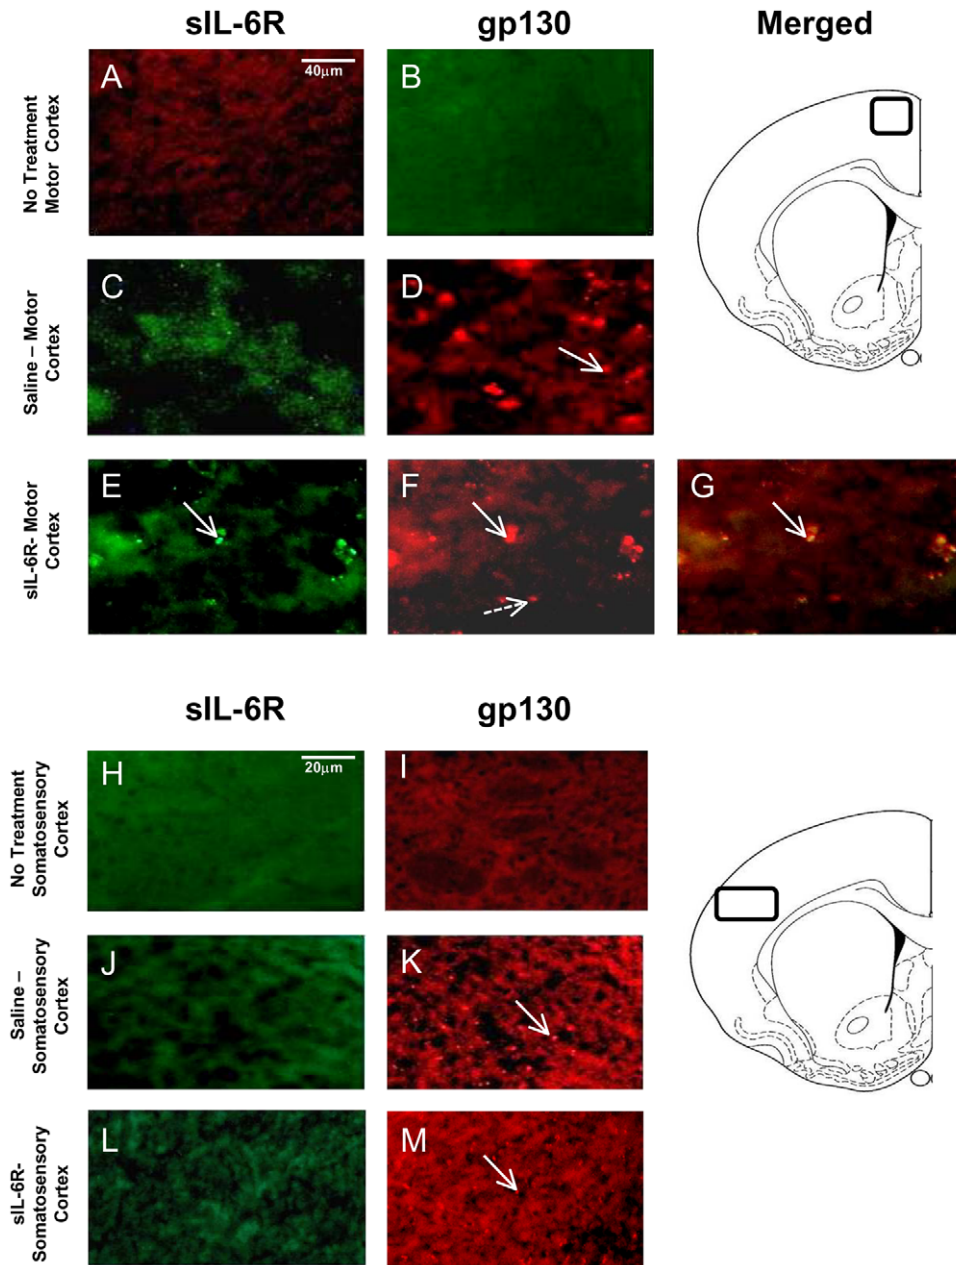 sIL-6R gp130 Merged
No Treatment
Motor Cortex
A
40μm
B
Saline – Motor
Cortex
C
D
sIL-6R- Motor
Cortex
E
F
G
sIL-6R gp130
No Treatment
Somatosensory
Cortex
H
20μm
I
Saline –
Somatosensory
Cortex
J
K
sIL-6R-
Somatosensory
Cortex
L
M